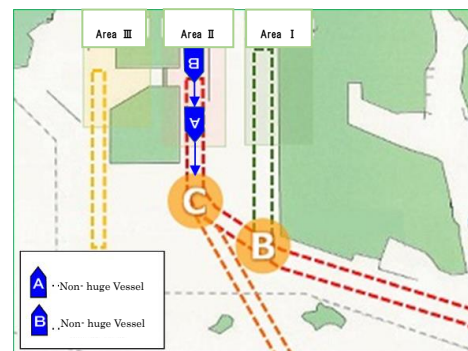 Area Ⅲ
Area Ⅱ
Area Ⅰ
B
A
C
B
A ‥Non- huge Vessel
B ‥Non- huge Vessel